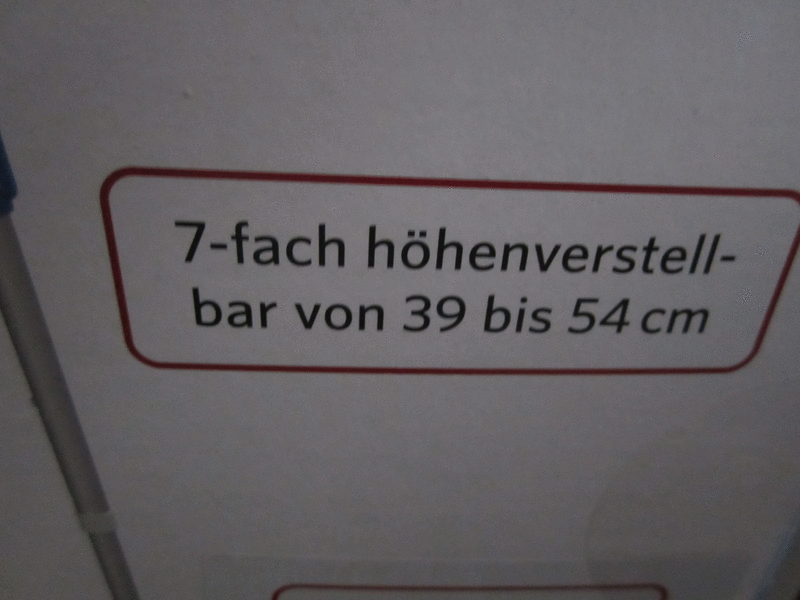 7-fach höhenverstell-
bar von 39 bis 54 cm